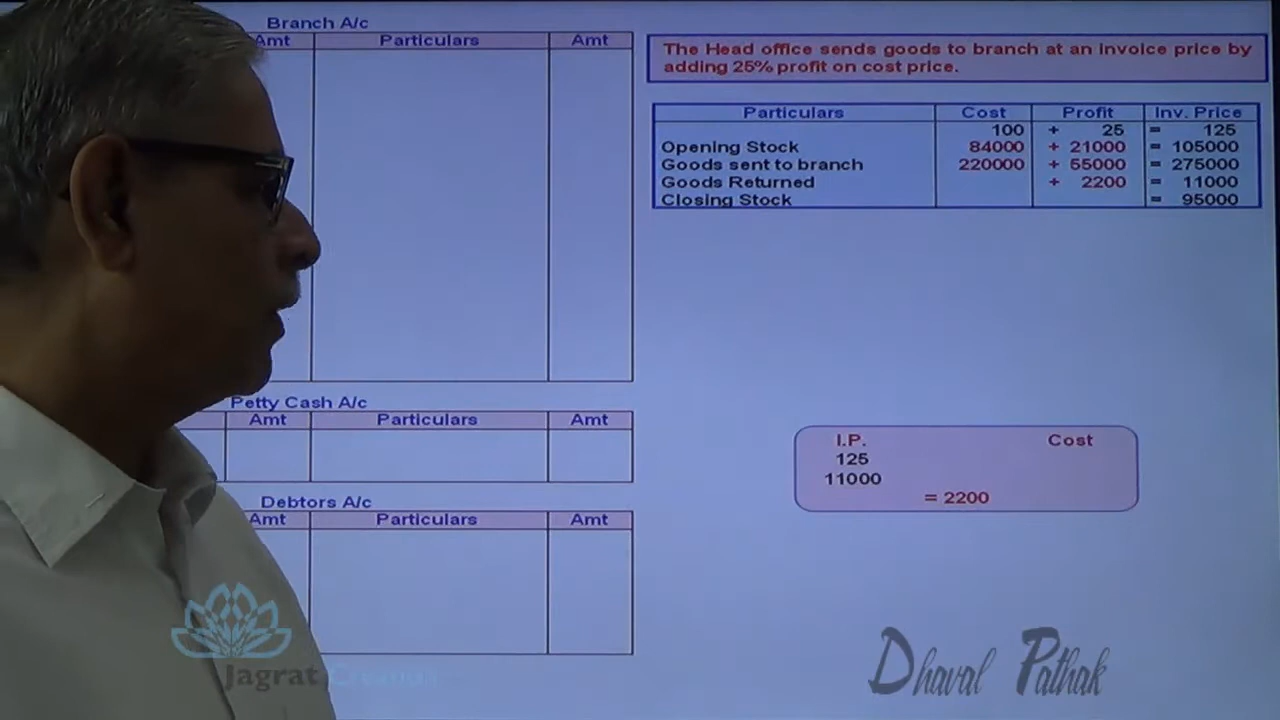 Branch A/c
Amt Particulars Amt
The Head office sends goods to branch at an invoice price by
adding 25% profit on cost price.
Particulars Cost Profit Inv. Price
100 + 25 = 125
Opening Stock 84000 + 21000 = 105000
Goods sent to branch 220000 + 55000 = 275000
Goods Returned + 2200 = 11000
Closing Stock = 95000
Petty Cash A/c
Amt Particulars Amt
I.P. Cost
125
11000
= 2200
Debtors A/c
Amt Particulars Amt
Jagrat
Dhaval Pathak